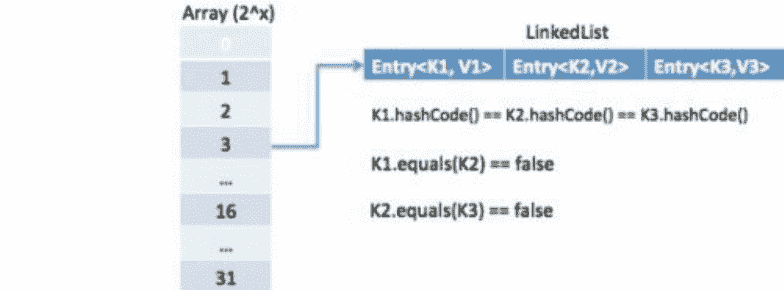 Array (2^x)
0
1
2
3
...
16
...
31
LinkedList
Entry<K1, V1> Entry<K2,V2> Entry<K3,V3>
K1.hashCode() == K2.hashCode() == K3.hashCode()
K1.equals(K2) == false
K2.equals(K3) == false